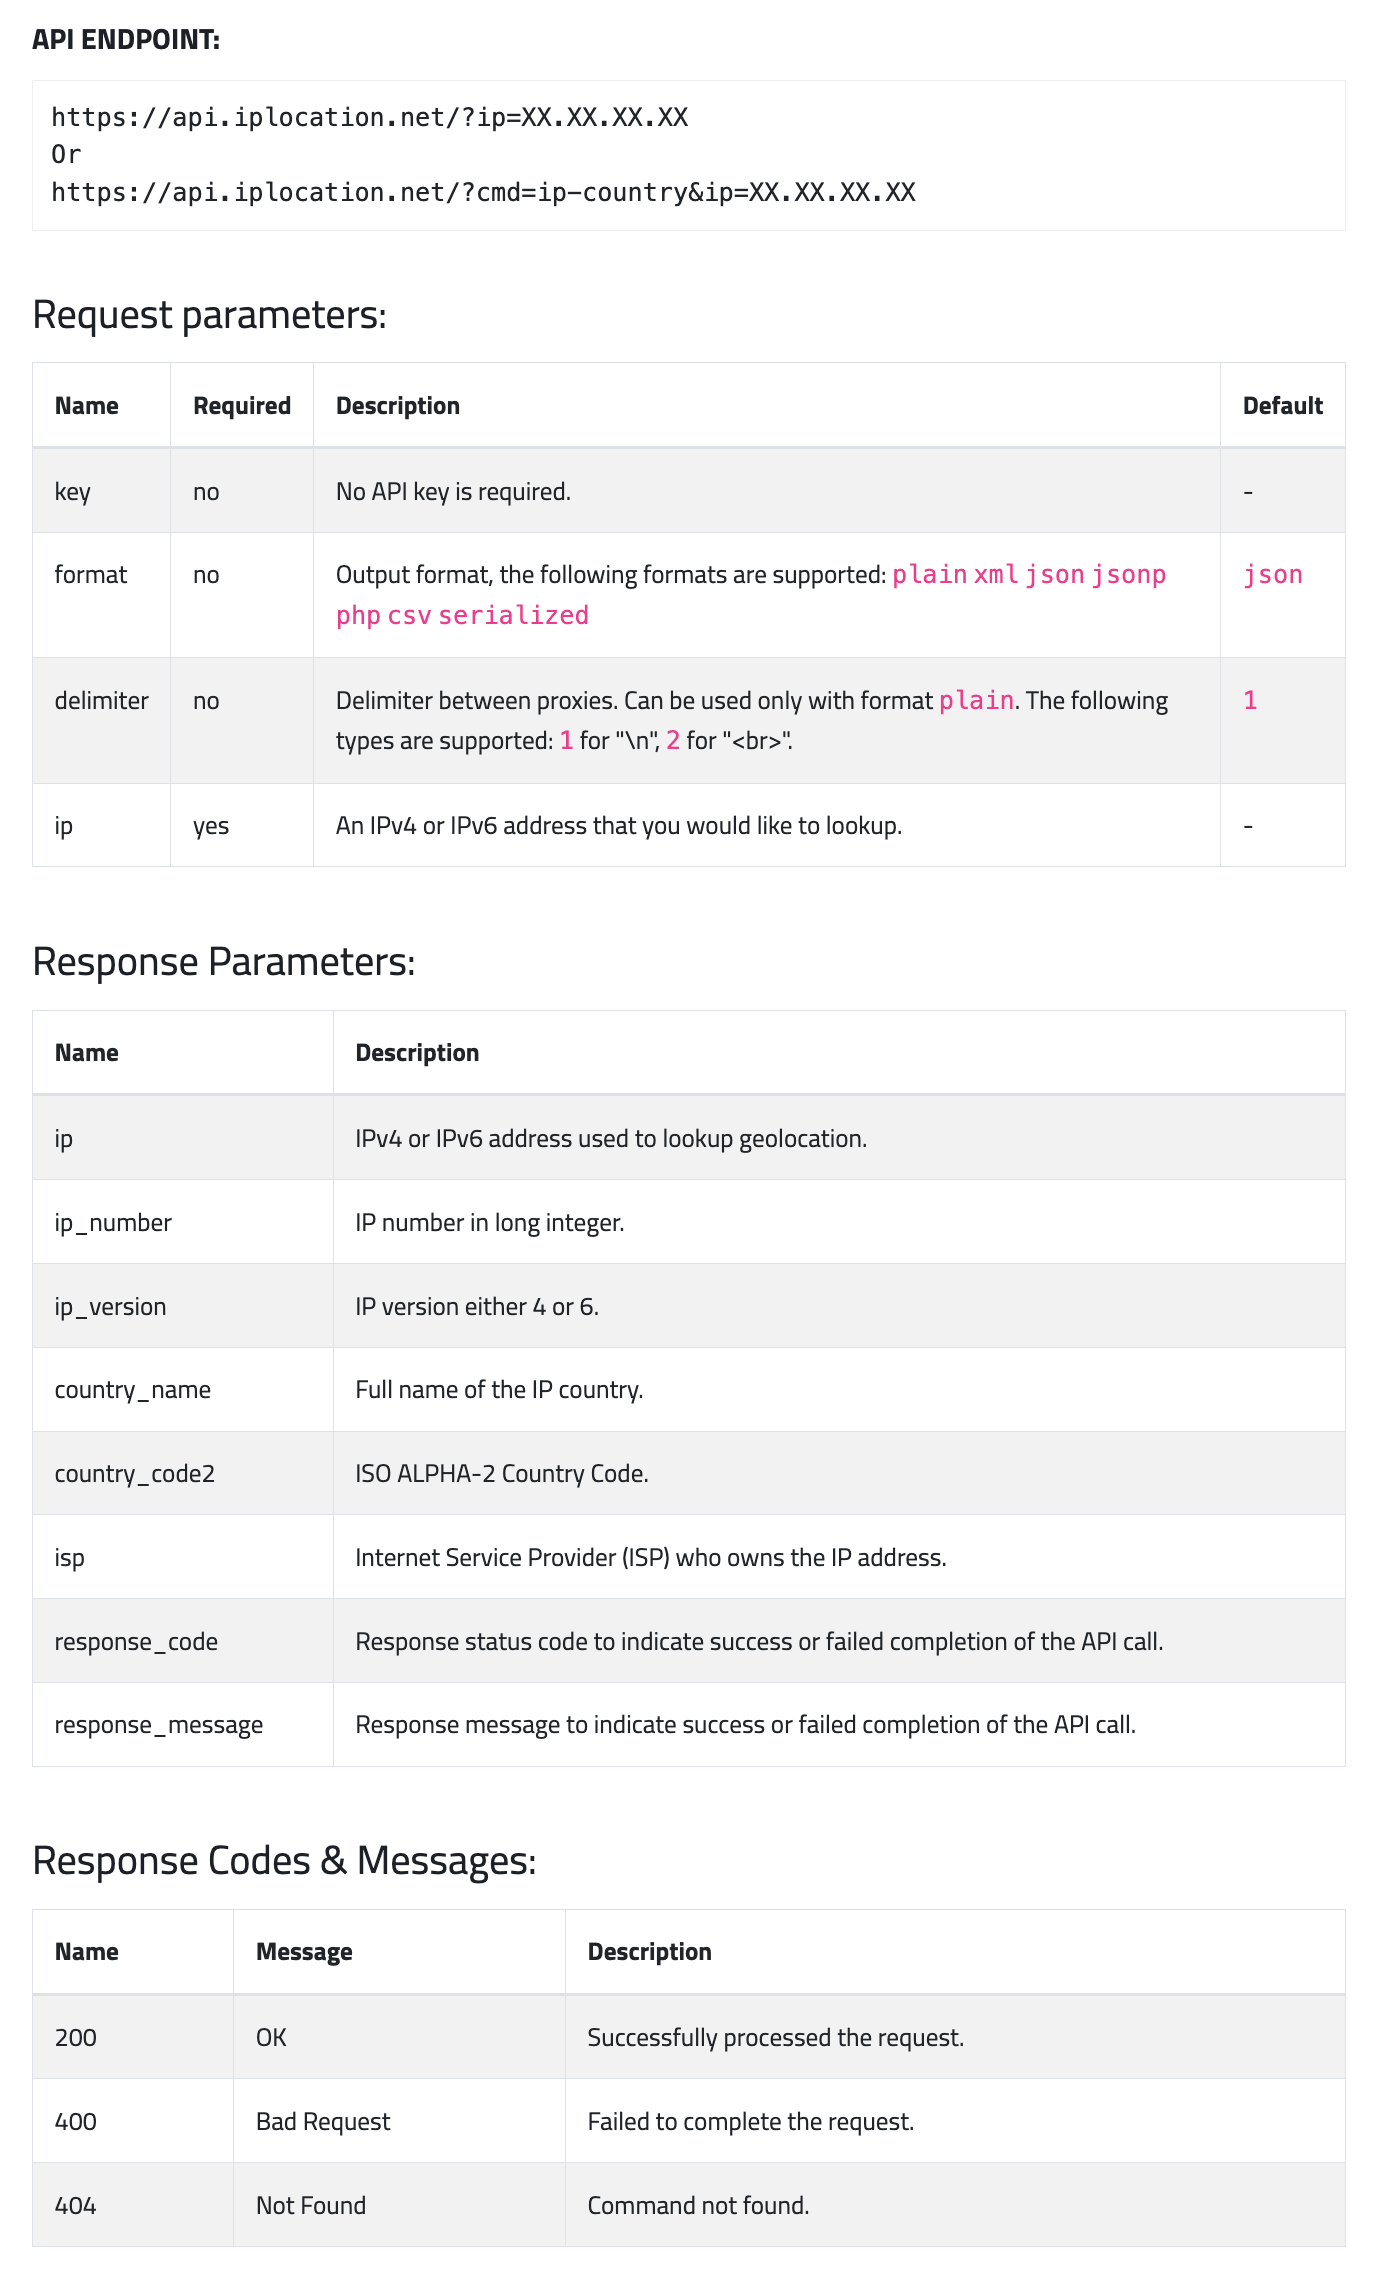 API ENDPOINT:
https://api.iplocation.net/?ip=XX.XX.XX.XX
Or
https://api.iplocation.net/?cmd=ip-country&ip=XX.XX.XX.XX
Request parameters:
Name Required Description Default
key no No API key is required. -
format no Output format, the following formats are supported: plain xml json jsonp json
php csv serialized
delimiter no Delimiter between proxies. Can be used only with format plain. The following 1
types are supported: 1 for "\n", 2 for "<br>".
ip yes An IPv4 or IPv6 address that you would like to lookup. -
Response Parameters:
Name Description
ip IPv4 or IPv6 address used to lookup geolocation.
ip_number IP number in long integer.
ip_version IP version either 4 or 6.
country_name Full name of the IP country.
country_code2 ISO ALPHA-2 Country Code.
isp Internet Service Provider (ISP) who owns the IP address.
response_code Response status code to indicate success or failed completion of the API call.
response_message Response message to indicate success or failed completion of the API call.
Response Codes & Messages:
Name Message Description
200 OK Successfully processed the request.
400 Bad Request Failed to complete the request.
404 Not Found Command not found.